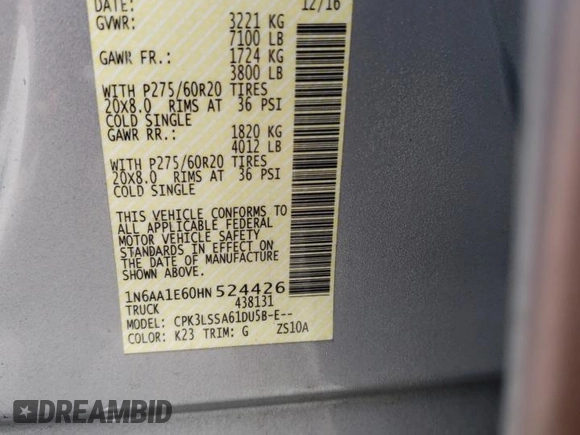 DATE: 12/16
GVWR: 3221 KG
7100 LB
GAWR FR.: 1724 KG
3800 LB
WITH P275/60R20 TIRES
20X8.0 RIMS AT 36 PSI
COLD SINGLE
GAWR RR.: 1820 KG
4012 LB
WITH P275/60R20 TIRES
20X8.0 RIMS AT 36 PSI
COLD SINGLE
THIS VEHICLE CONFORMS TO
ALL APPLICABLE FEDERAL
MOTOR VEHICLE SAFETY
STANDARDS IN EFFECT ON
THE DATE OF MANUFACTURE
SHOWN ABOVE.
1N6AA1E60HN524426
TRUCK 438131
MODEL: CPK3LSSA61DU5B-E--
COLOR: K23 TRIM: G ZS10A
DREAMBID